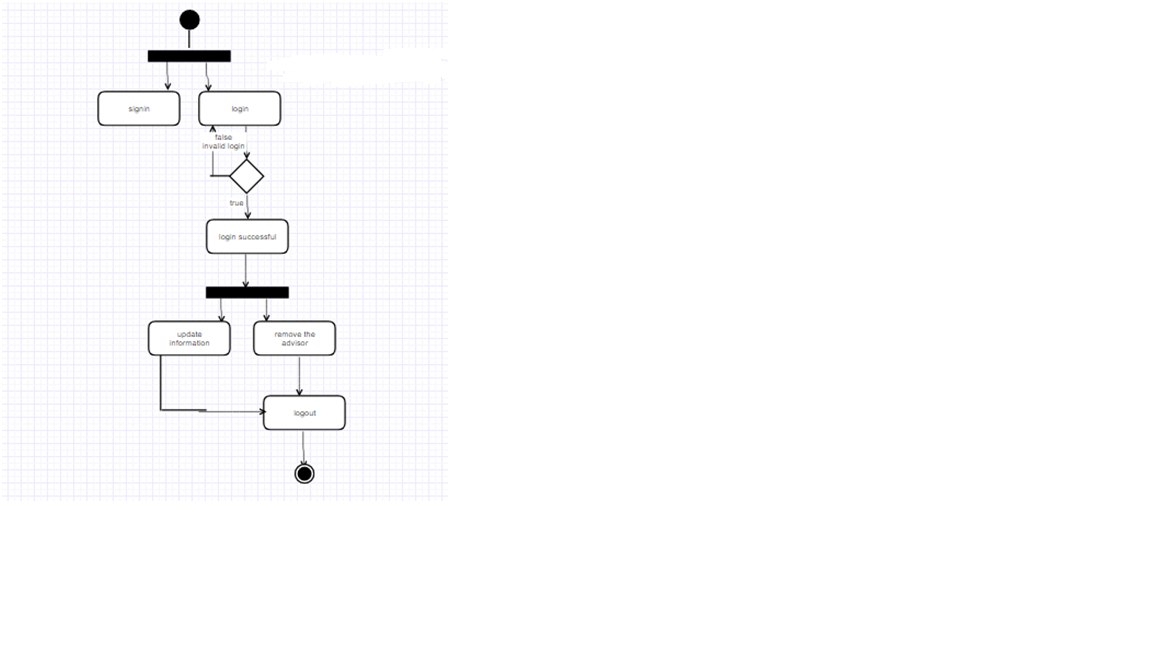 signin
login
false
invalid login
true
login successful
update
information
remove the
advisor
logout